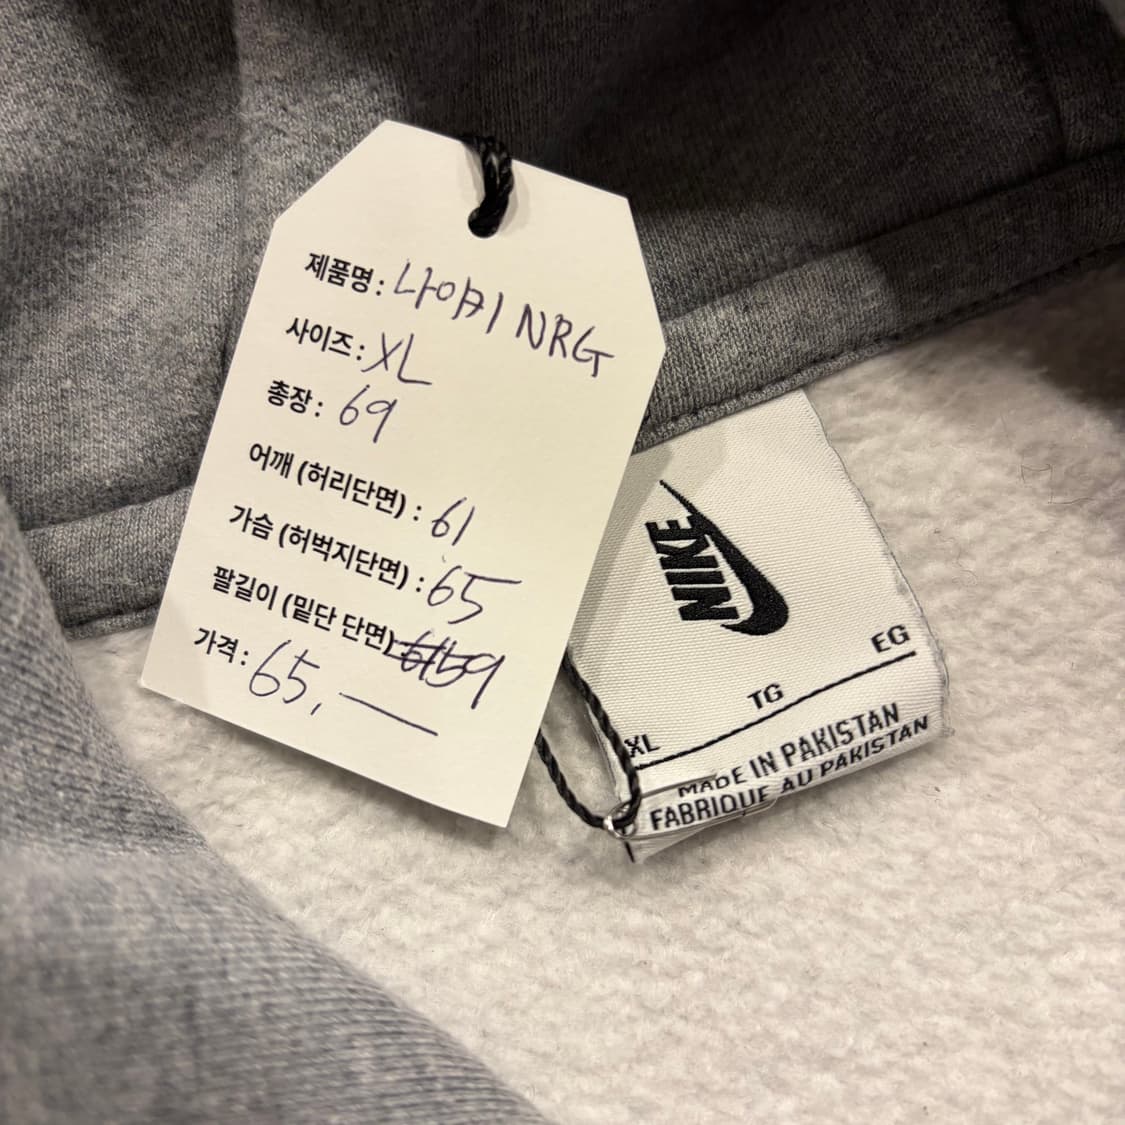 제품명 : 나이키 NRG
사이즈 : XL
총장 : 69
어깨 (허리단면) : 61
가슴 (허벅지단면) : 65
팔길이 (밑단 단면) 59
가격 : 65,一
NIKE
XL TG EG
MADE IN PAKISTAN
FABRIQUE AU PAKISTAN